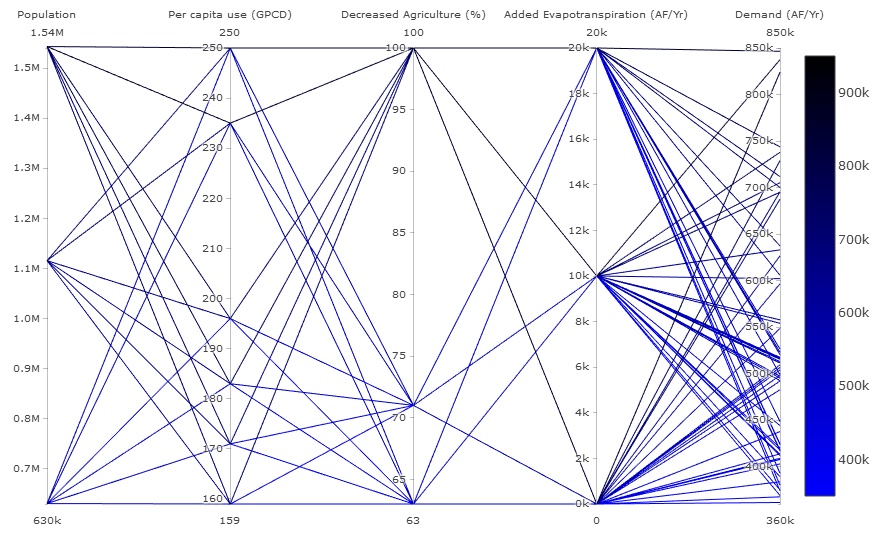 Population Per capita use (GPCD) Decreased Agriculture (%) Added Evapotranspiration (AF/Yr) Demand (AF/Yr)
1.54M 250 100 20k 850k
250 100 20k 850k
1.5M
18k
240 95 800k 900k
1.4M
16k 750k
230
1.3M 90 800k
14k
220 700k
1.2M 85
12k 650k 700k
210
1.1M
10k 600k
200 80
1.0M 600k
8k 550k
190 75
0.9M
6k 500k 500k
180
0.8M 70 4k
450k
170
0.7M 65 2k 400k 400k
160
0k
630k 159 63 0 360k